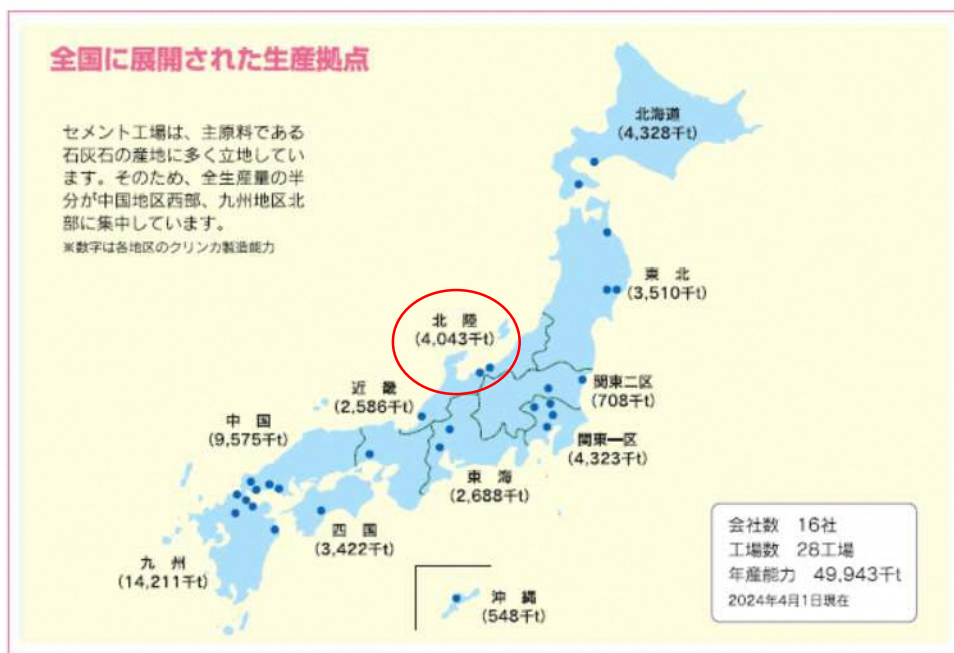 全国に展開された生産拠点
セメント工場は、主原料である
石灰石の産地に多く立地してい
ます。そのため、全生産量の半
分が中国地区西部、九州地区北
部に集中しています。
※数字は各地区のクリンカ製造能力
北海道
(4,328千t)
東 北
(3,510千t)
北 陸
(4,043千t)
関東二区
(708千t)
近 畿
(2,586千t)
中 国
(9,575千t)
関東一区
(4,323千t)
東 海
(2,688千t)
四 国
(3,422千t)
九 州
(14,211千t)
沖 縄
(548千t)
会社数 16社
工場数 28工場
年産能力 49,943千t
2024年4月1日現在